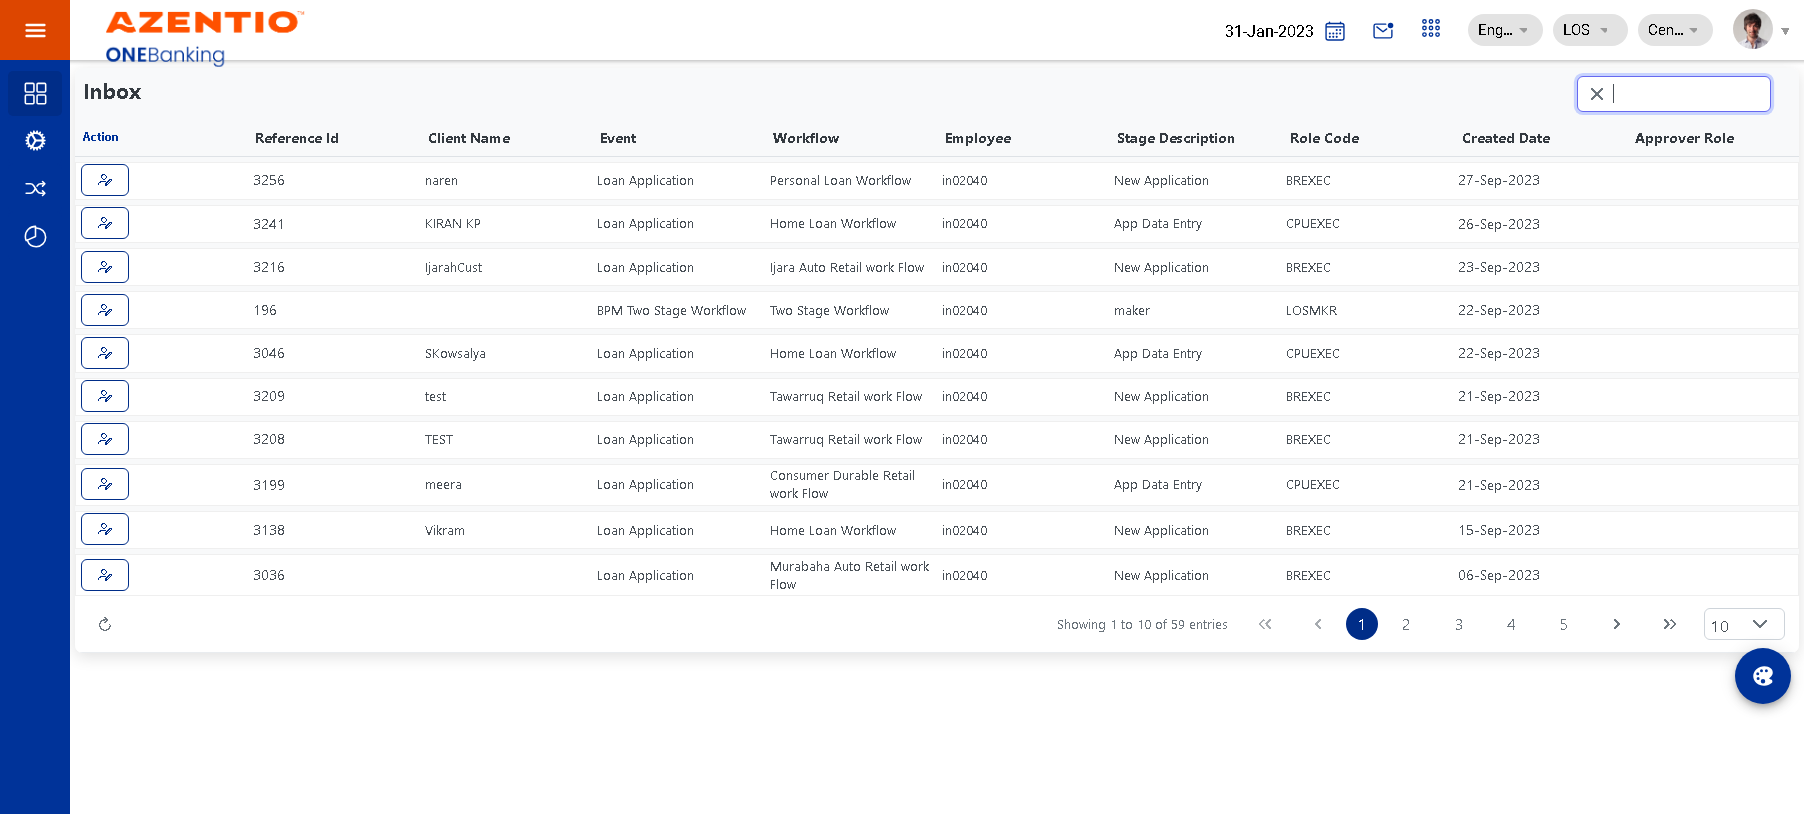 AZENTIO™
ONEBanking
31-Jan-2023 Eng... LOS Cen...
Inbox
Action Reference Id Client Name Event Workflow Employee Stage Description Role Code Created Date Approver Role
3256 naren Loan Application Personal Loan Workflow in02040 New Application BREXEC 27-Sep-2023
3241 KIRAN KP Loan Application Home Loan Workflow in02040 App Data Entry CPUEXEC 26-Sep-2023
3216 IjarahCust Loan Application Ijara Auto Retail work Flow in02040 New Application BREXEC 23-Sep-2023
196 BPM Two Stage Workflow Two Stage Workflow in02040 maker LOSMKR 22-Sep-2023
3046 SKowsalya Loan Application Home Loan Workflow in02040 App Data Entry CPUEXEC 22-Sep-2023
3209 test Loan Application Tawarruq Retail work Flow in02040 New Application BREXEC 21-Sep-2023
3208 TEST Loan Application Tawarruq Retail work Flow in02040 New Application BREXEC 21-Sep-2023
3199 meera Loan Application Consumer Durable Retail work Flow in02040 App Data Entry CPUEXEC 21-Sep-2023
3138 Vikram Loan Application Home Loan Workflow in02040 New Application BREXEC 15-Sep-2023
3036 Loan Application Murabaha Auto Retail work Flow in02040 New Application BREXEC 06-Sep-2023
Showing 1 to 10 of 59 entries 1 2 3 4 5 10